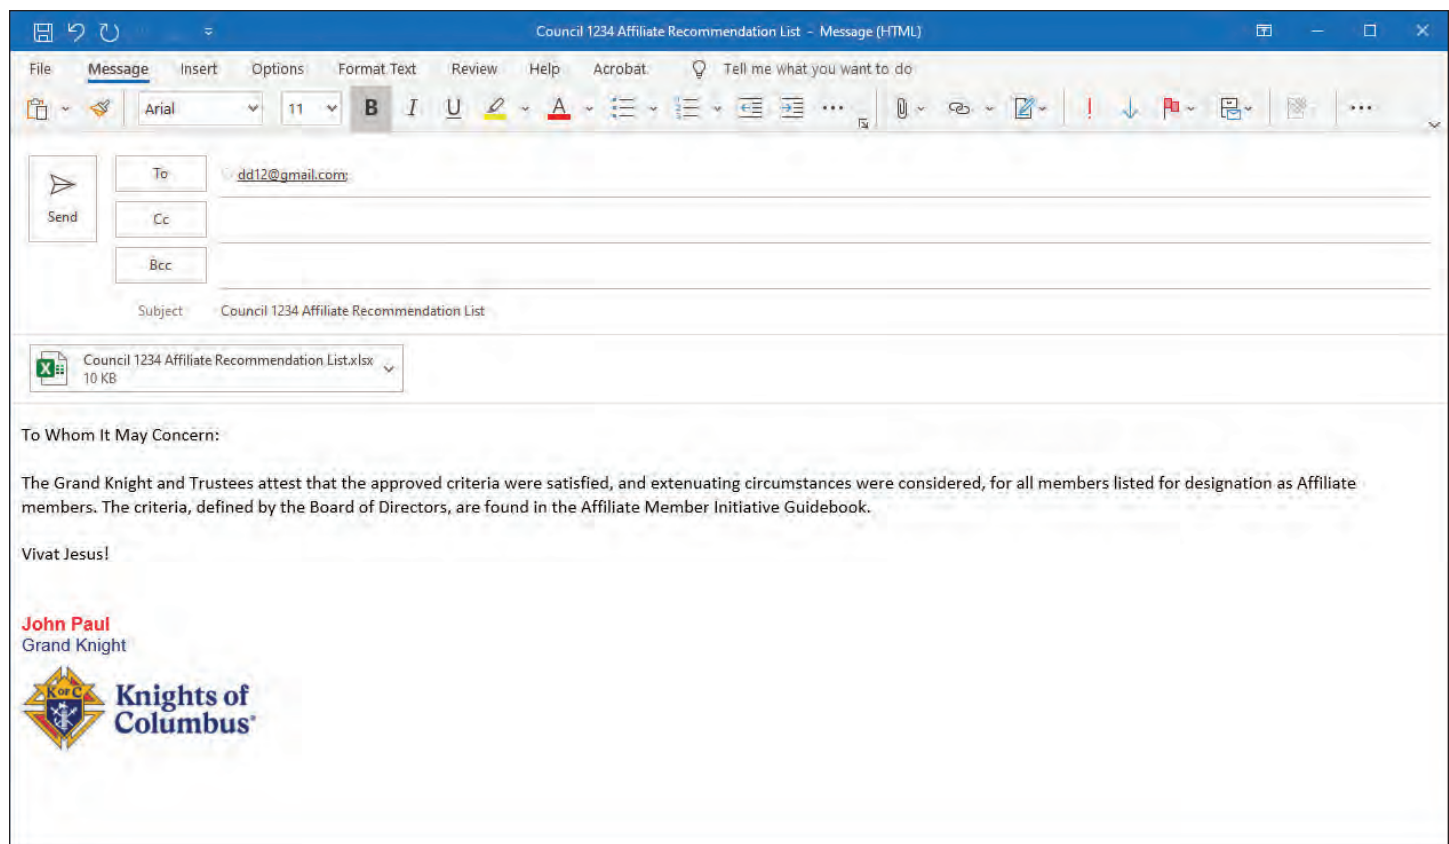 Council 1234 Affiliate Recommendation List - Message (HTML)
File Message Insert Options Format Text Review Help Acrobat Tell me what you want to do
Arial 11 B I U A
To dd12@gmail.com;
Send Cc
Bcc
Subject Council 1234 Affiliate Recommendation List
Council 1234 Affiliate Recommendation List.xlsx
10 KB
To Whom It May Concern:
The Grand Knight and Trustees attest that the approved criteria were satisfied, and extenuating circumstances were considered, for all members listed for designation as Affiliate
members. The criteria, defined by the Board of Directors, are found in the Affiliate Member Initiative Guidebook.
Vivat Jesus!
John Paul
Grand Knight
K OF C
Knights of
Columbus®